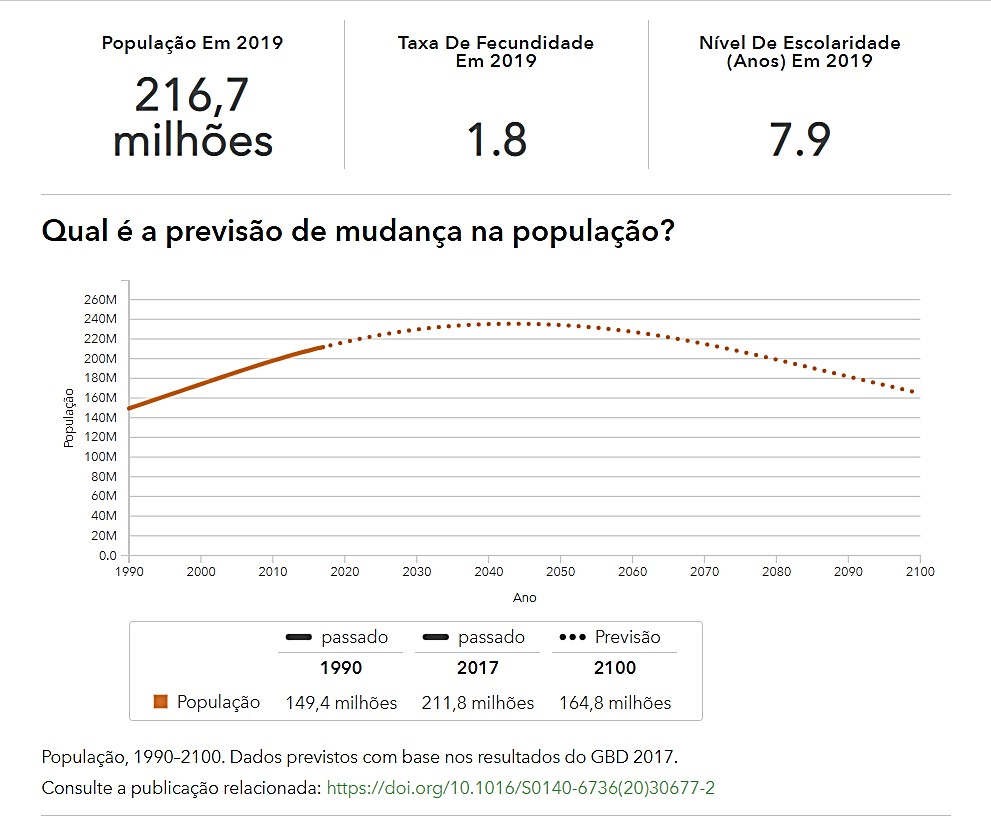 População Em 2019
216,7
milhões
Taxa De Fecundidade
Em 2019
1.8
Nível De Escolaridade
(Anos) Em 2019
7.9
Qual é a previsão de mudança na população?
População
260M
240M
220M
200M
180M
160M
140M
120M
100M
80M
60M
40M
20M
0.0
1990 2000 2010 2020 2030 2040 2050 2060 2070 2080 2090 2100
Ano
passado passado Previsão
1990 2017 2100
População 149,4 milhões 211,8 milhões 164,8 milhões
População, 1990–2100. Dados previstos com base nos resultados do GBD 2017.
Consulte a publicação relacionada: https://doi.org/10.1016/S0140-6736(20)30677-2